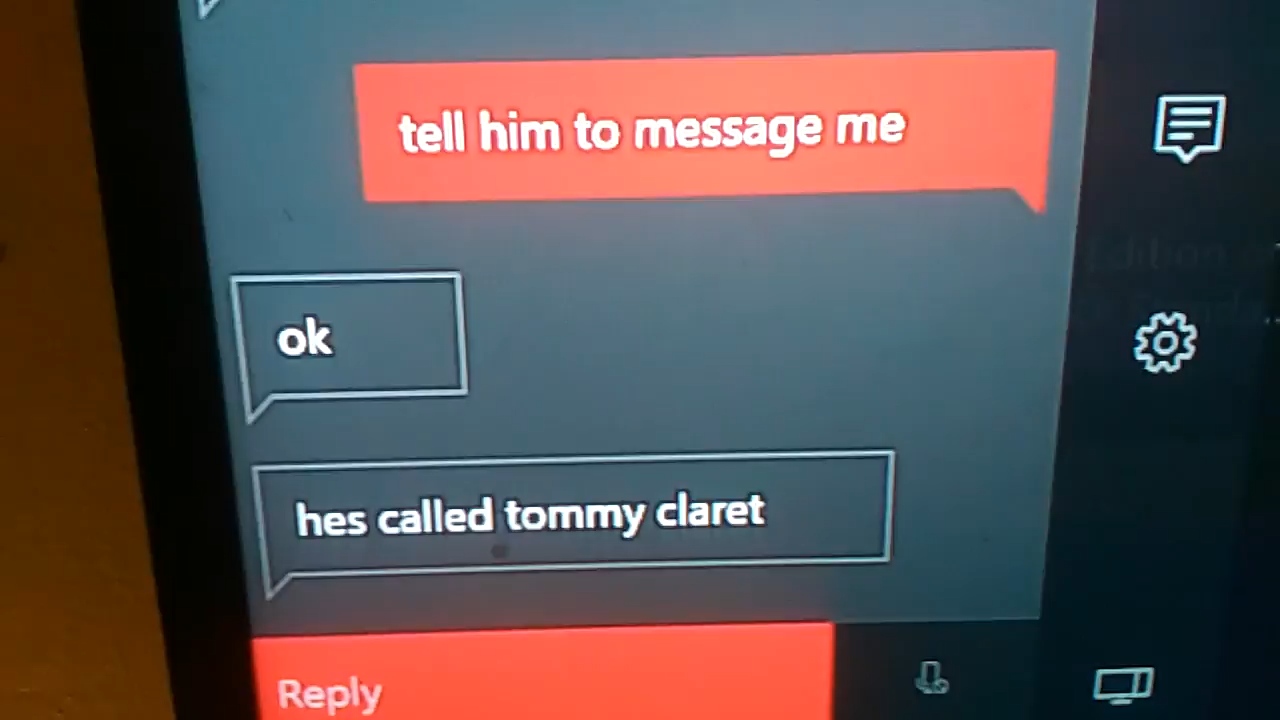 tell him to message me
ok
hes called tommy claret
Reply